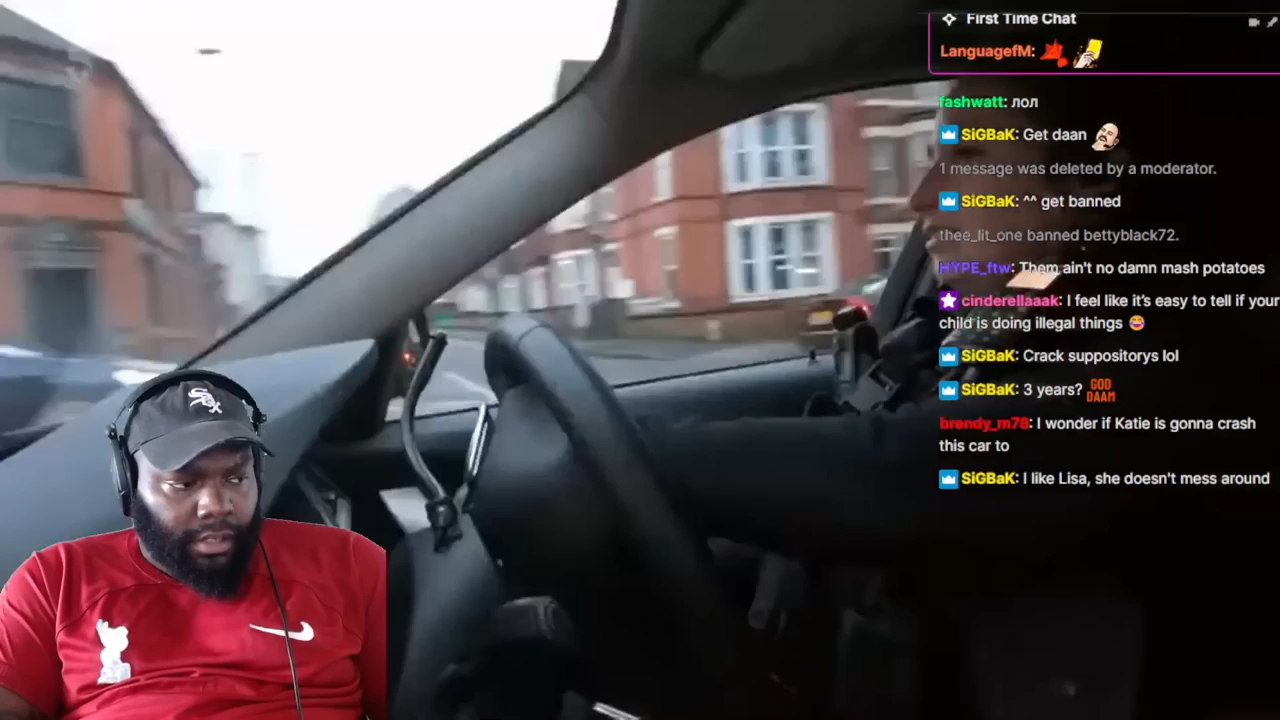 First Time Chat
LanguagefM:
fashwatt: лол
SiGBaK: Get daan
1 message was deleted by a moderator.
SiGBaK: ^^ get banned
thee_lit_one banned bettyblack72.
HYPE_ftw: Them ain't no damn mash potatoes
cinderellaaak: I feel like it's easy to tell if your
child is doing illegal things
SiGBaK: Crack suppositorys lol
SiGBaK: 3 years? GOD DAAM
brendy_m78: I wonder if Katie is gonna crash
this car to
SiGBaK: I like Lisa, she doesn't mess around
Sox